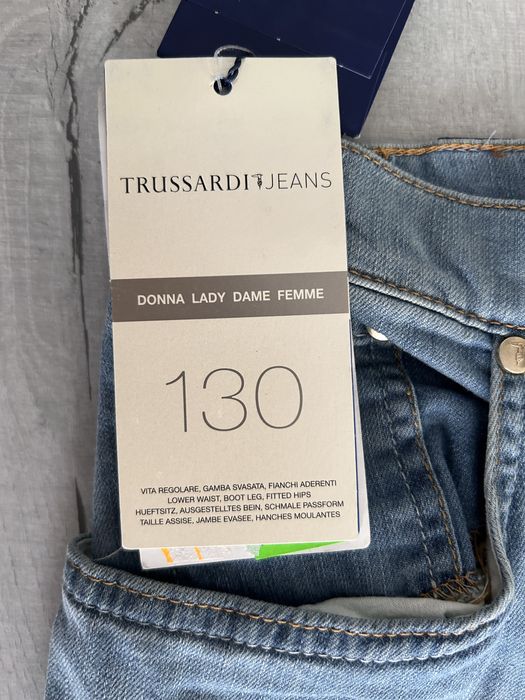 TRUSSARDI JEANS
DONNA LADY DAME FEMME
130
VITA REGOLARE, GAMBA SVASATA, FIANCHI ADERENTI
LOWER WAIST, BOOT LEG, FITTED HIPS
HUEFTSITZ, AUSGESTELLTES BEIN, SCHMALE PASSFORM
TAILLE ASSISE, JAMBE EVASEE, HANCHES MOULANTES